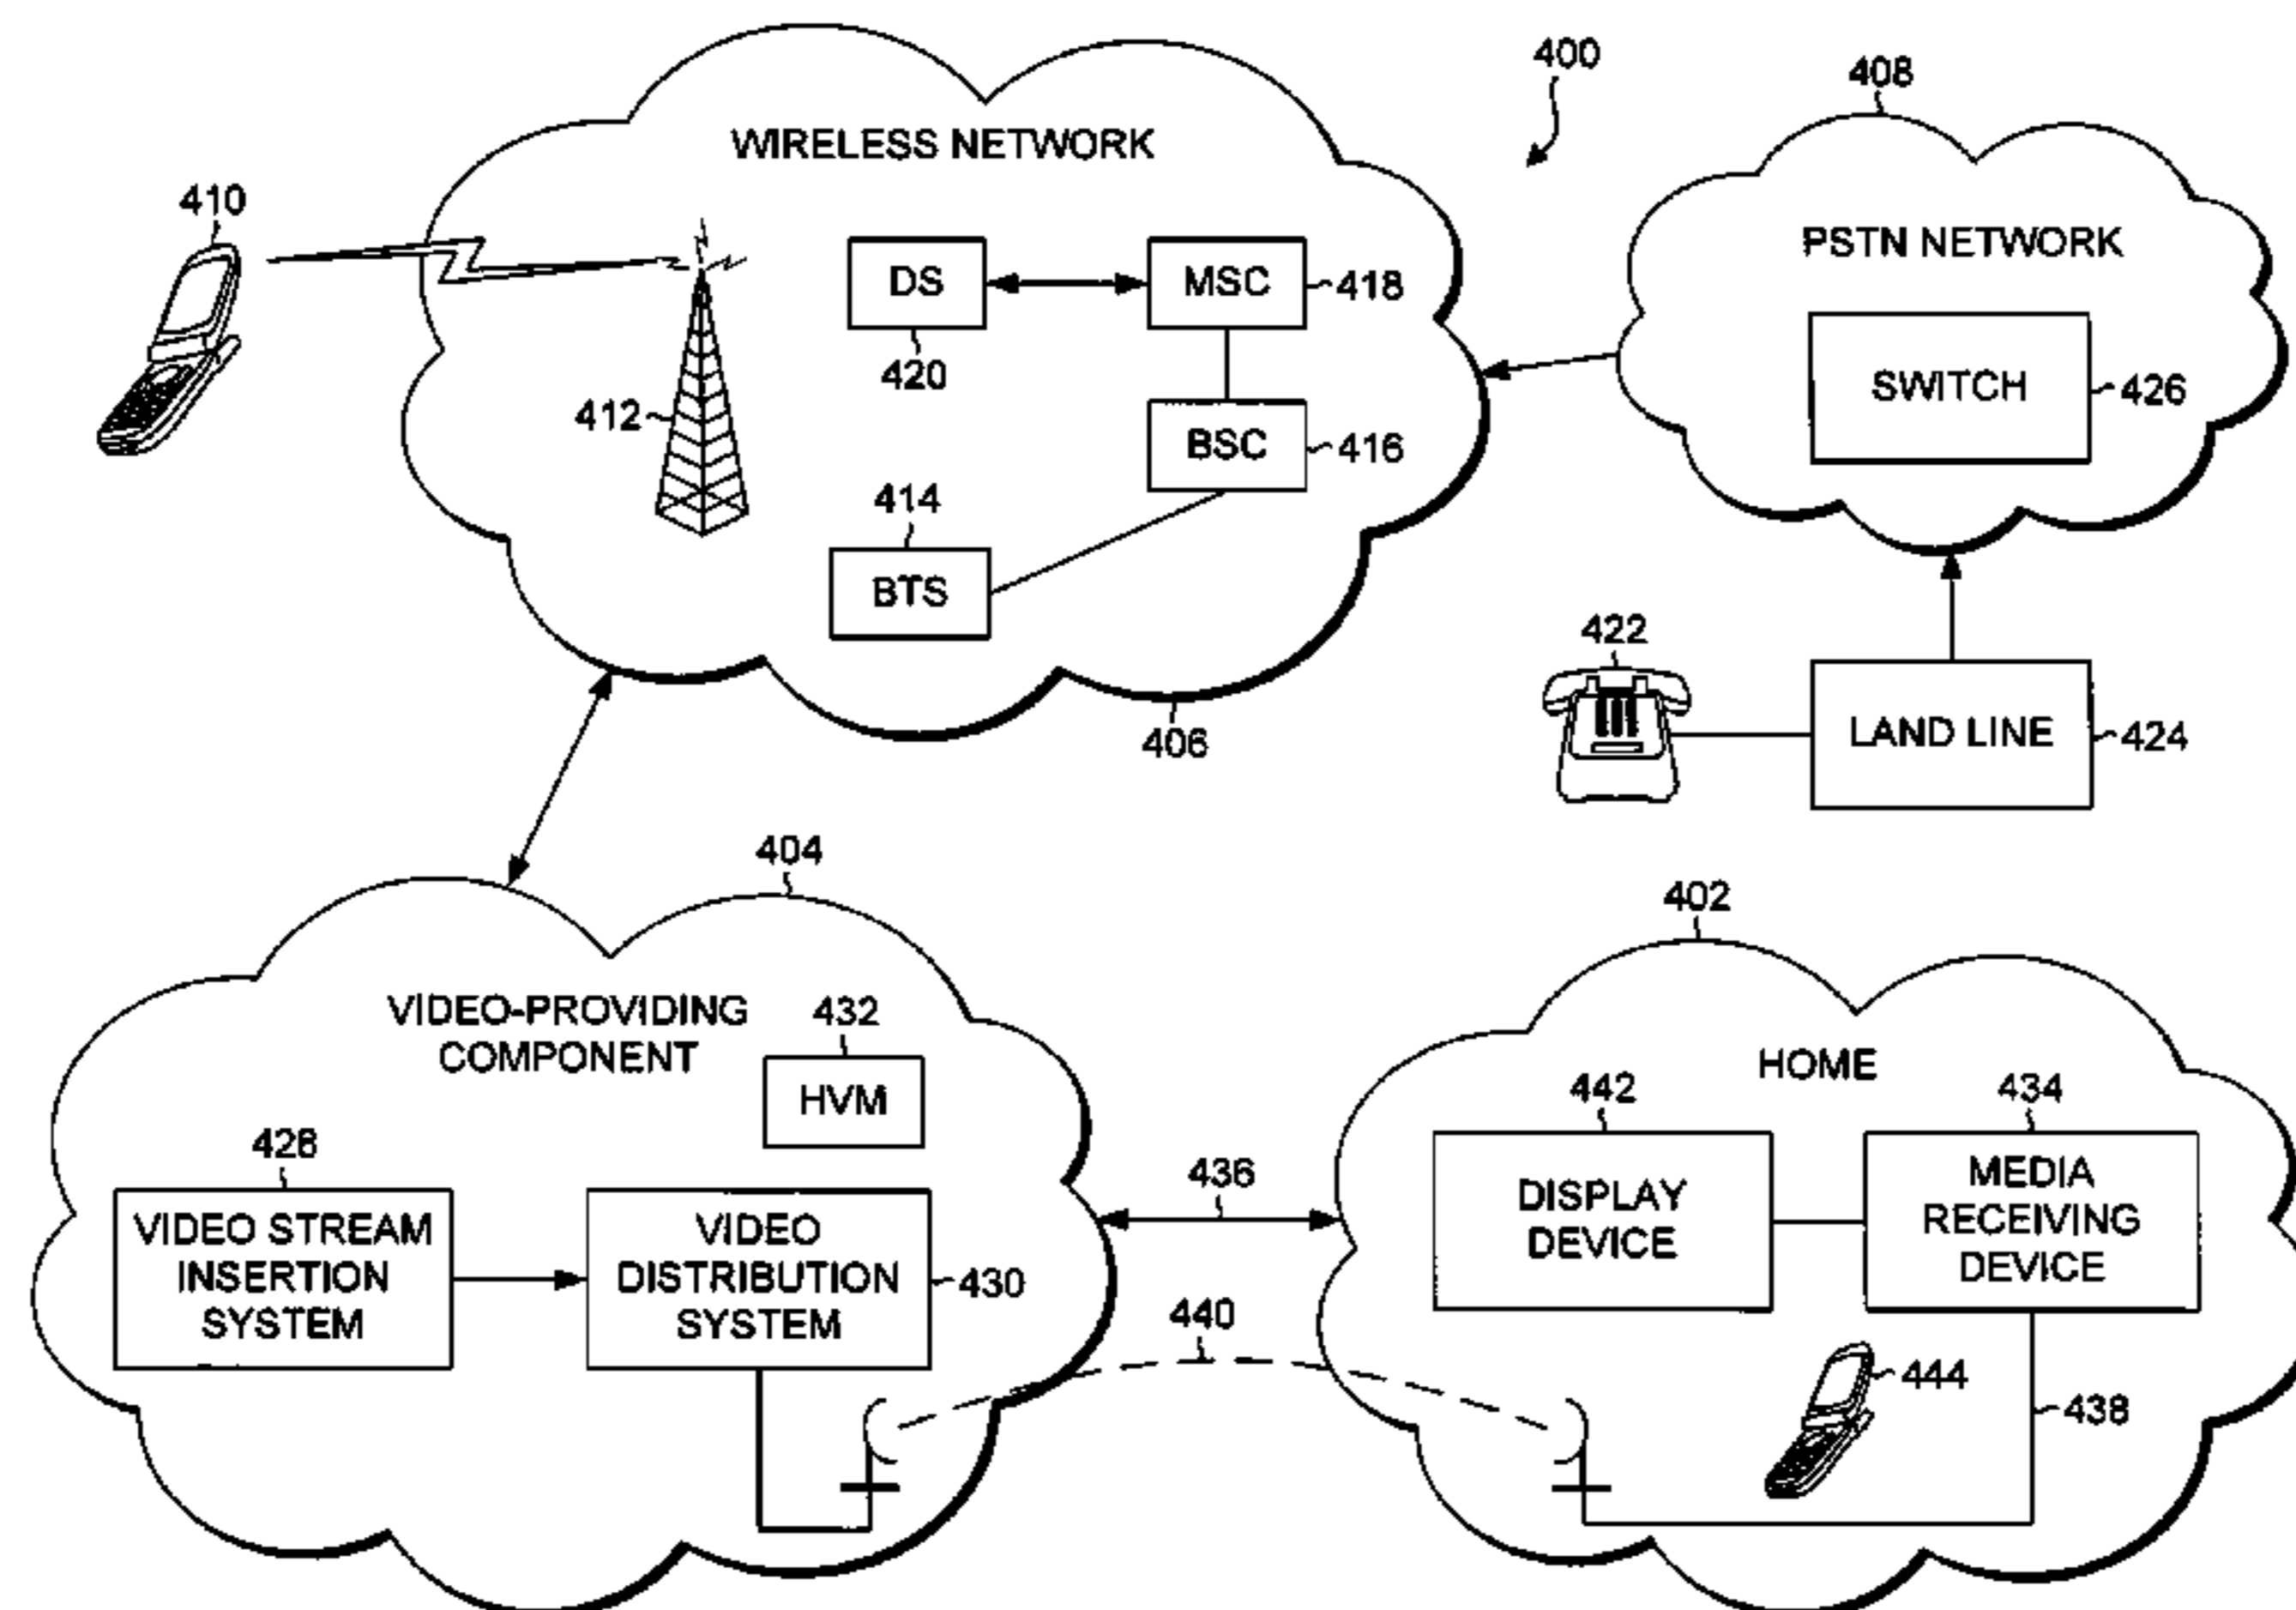 400
408
WIRELESS NETWORK
410
PSTN NETWORK
DS
MSC
418
420
SWITCH
426
412
BSC
416
414
BTS
422
LAND LINE
424
406
404
402
VIDEO-PROVIDING
COMPONENT
432
HVM
HOME
442
434
428
436
VIDEO STREAM
INSERTION
SYSTEM
VIDEO
DISTRIBUTION
SYSTEM
430
DISPLAY
DEVICE
MEDIA
RECEIVING
DEVICE
440
444
438